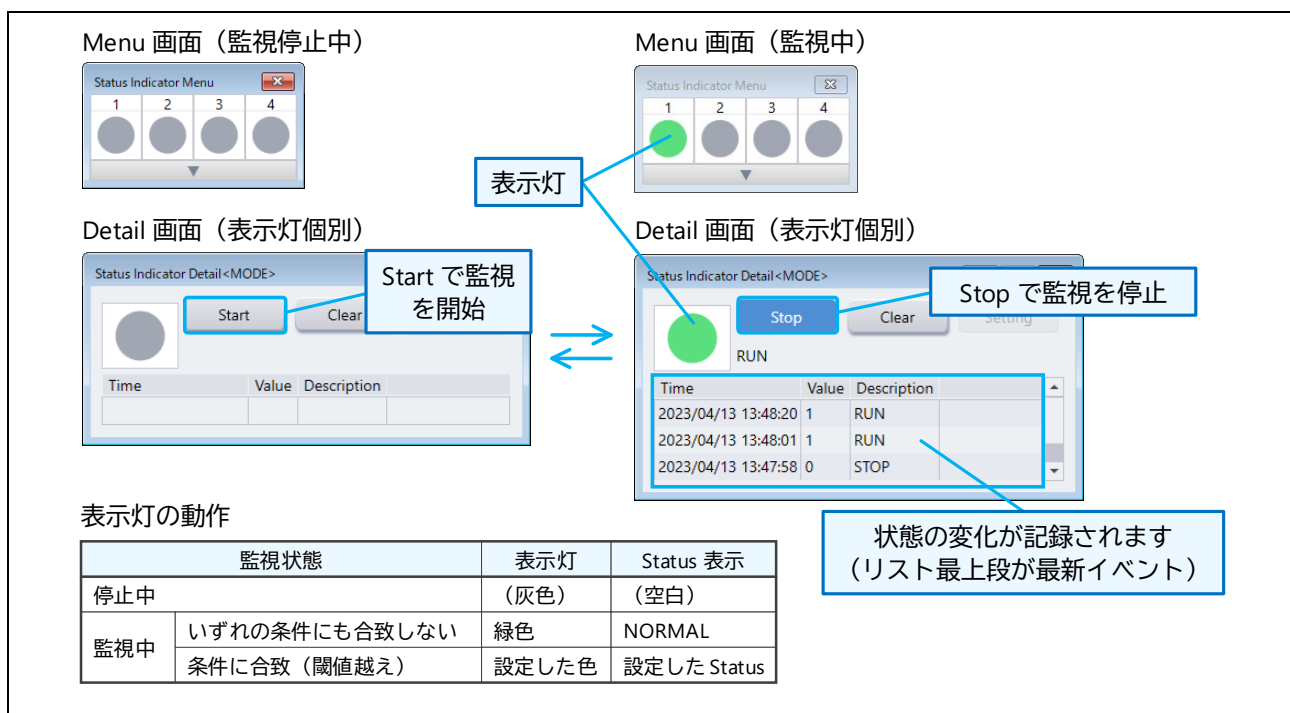 Menu 画面（監視停止中）
Status Indicator Menu
1 2 3 4
▼
Menu 画面（監視中）
Status Indicator Menu
1 2 3 4
▼
表示灯
Detail 画面（表示灯個別）
Status Indicator Detail<MODE>
Start Clear
Start で監視
を開始
Time Value Description
Detail 画面（表示灯個別）
Status Indicator Detail<MODE>
Stop で監視を停止
Stop Clear Setting
RUN
Time Value Description
2023/04/13 13:48:20 1 RUN
2023/04/13 13:48:01 1 RUN
2023/04/13 13:47:58 0 STOP
状態の変化が記録されます
（リスト最上段が最新イベント）
表示灯の動作
監視状態 表示灯 Status 表示
停止中 （灰色） （空白）
監視中 いずれの条件にも合致しない 緑色 NORMAL
条件に合致（閾値越え） 設定した色 設定した Status